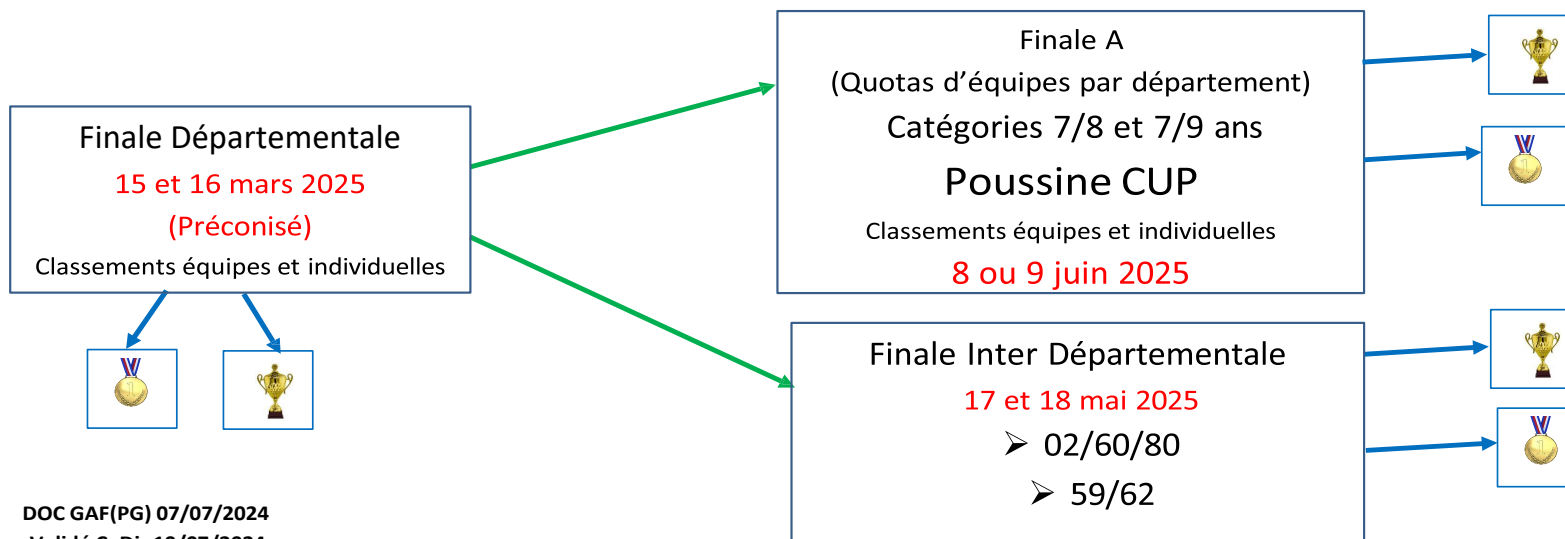 Finale Départementale
15 et 16 mars 2025
(Préconisé)
Classements équipes et individuelles
Finale A
(Quotas d'équipes par département)
Catégories 7/8 et 7/9 ans
Poussine CUP
Classements équipes et individuelles
8 ou 9 juin 2025
Finale Inter Départementale
17 et 18 mai 2025
➢ 02/60/80
➢ 59/62
DOC GAF(PG) 07/07/2024